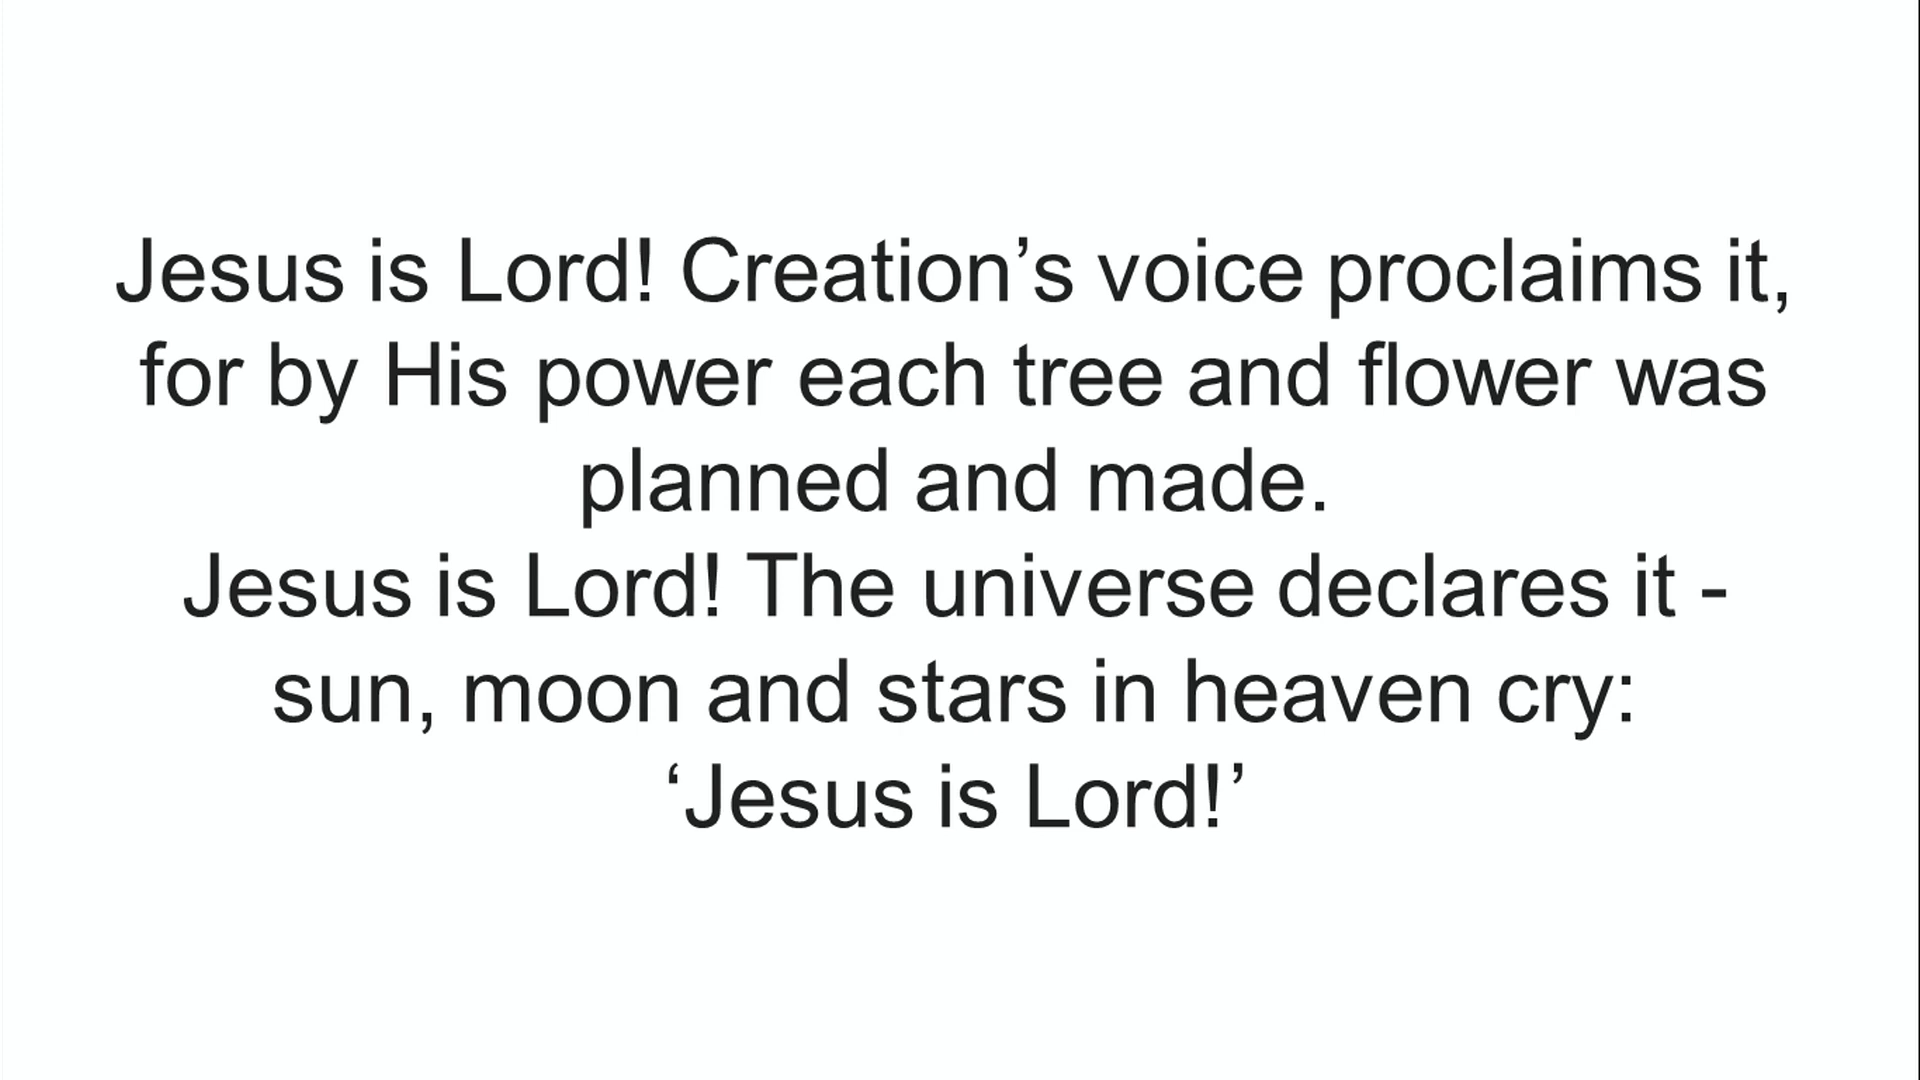 Jesus is Lord! Creation’s voice proclaims it,
for by His power each tree and flower was
planned and made.
Jesus is Lord! The universe declares it -
sun, moon and stars in heaven cry:
‘Jesus is Lord!’